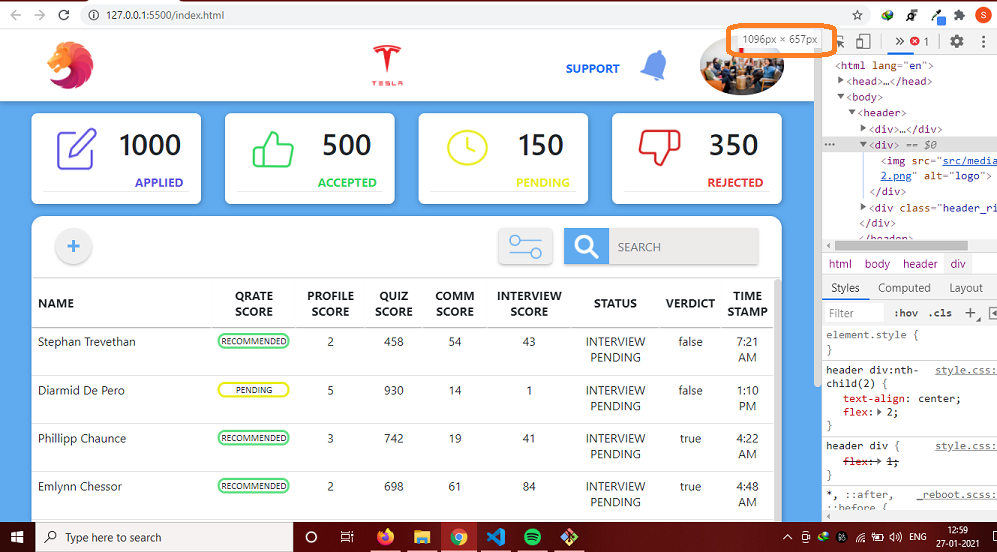 127.0.0.1:5500/index.html
S
1096px × 657px
» 1
TESLA
SUPPORT
1000
APPLIED
500
ACCEPTED
150
PENDING
350
REJECTED
+
SEARCH
NAME QRATE SCORE PROFILE SCORE QUIZ SCORE COMM SCORE INTERVIEW SCORE STATUS VERDICT TIME STAMP
Stephan Trevethan RECOMMENDED 2 458 54 43 INTERVIEW PENDING false 7:21 AM
Diarmid De Pero PENDING 5 930 14 1 INTERVIEW PENDING false 1:10 PM
Phillipp Chaunce RECOMMENDED 3 742 19 41 INTERVIEW PENDING true 4:22 AM
Emlynn Chessor RECOMMENDED 2 698 61 84 INTERVIEW PENDING true 4:48 AM
<html lang="en">
<head>…</head>
<body>
<header>
<div>…</div>
<div> == $0
<img src="src/media
2.png" alt="logo">
</div>
<div class="header_ri
</div>
</header>
html body header div
Styles Computed Layout
Filter :hov .cls +
element.style {
}
header div:nth-child(2) { style.css:
text-align: center;
flex: 2;
}
header div { style.css:
flex: 1;
}
*, ::after, _reboot.scss:
::before {
Type here to search
ENG
12:59
27-01-2021